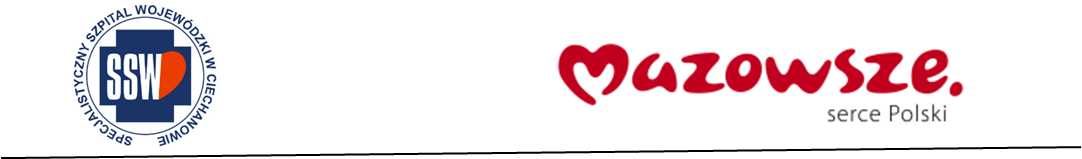 SPECJALISTYCZNY SZPITAL WOJEWÓDZKI W CIECHANOWIE
SSW
Mazowsze.
serce Polski